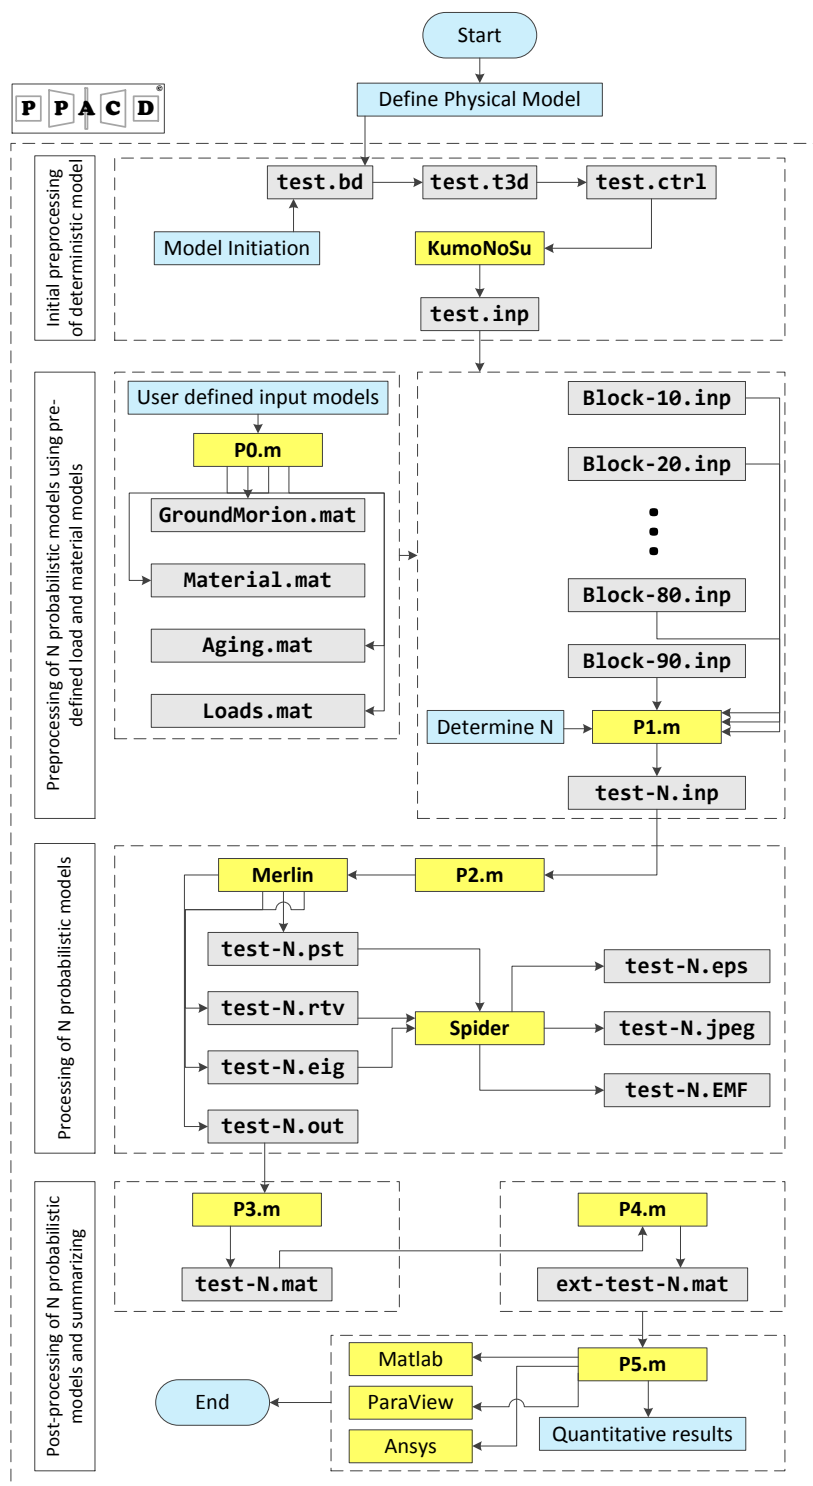 Start
Define Physical Model
P P A C D ©
Initial preprocessing
of deterministic model
test.bd
test.t3d
test.ctrl
Model Initiation
KumoNoSu
test.inp
Preprocessing of N probabilistic models using pre-
defined load and material models
User defined input models
P0.m
GroundMorion.mat
Material.mat
Aging.mat
Loads.mat
Block-10.inp
Block-20.inp
Block-80.inp
Block-90.inp
Determine N
P1.m
test-N.inp
Processing of N probabilistic models
Merlin
P2.m
test-N.pst
test-N.rtv
test-N.eig
test-N.out
Spider
test-N.eps
test-N.jpeg
test-N.EMF
Post-processing of N probabilistic
models and summarizing
P3.m
test-N.mat
P4.m
ext-test-N.mat
Matlab
ParaView
Ansys
P5.m
Quantitative results
End